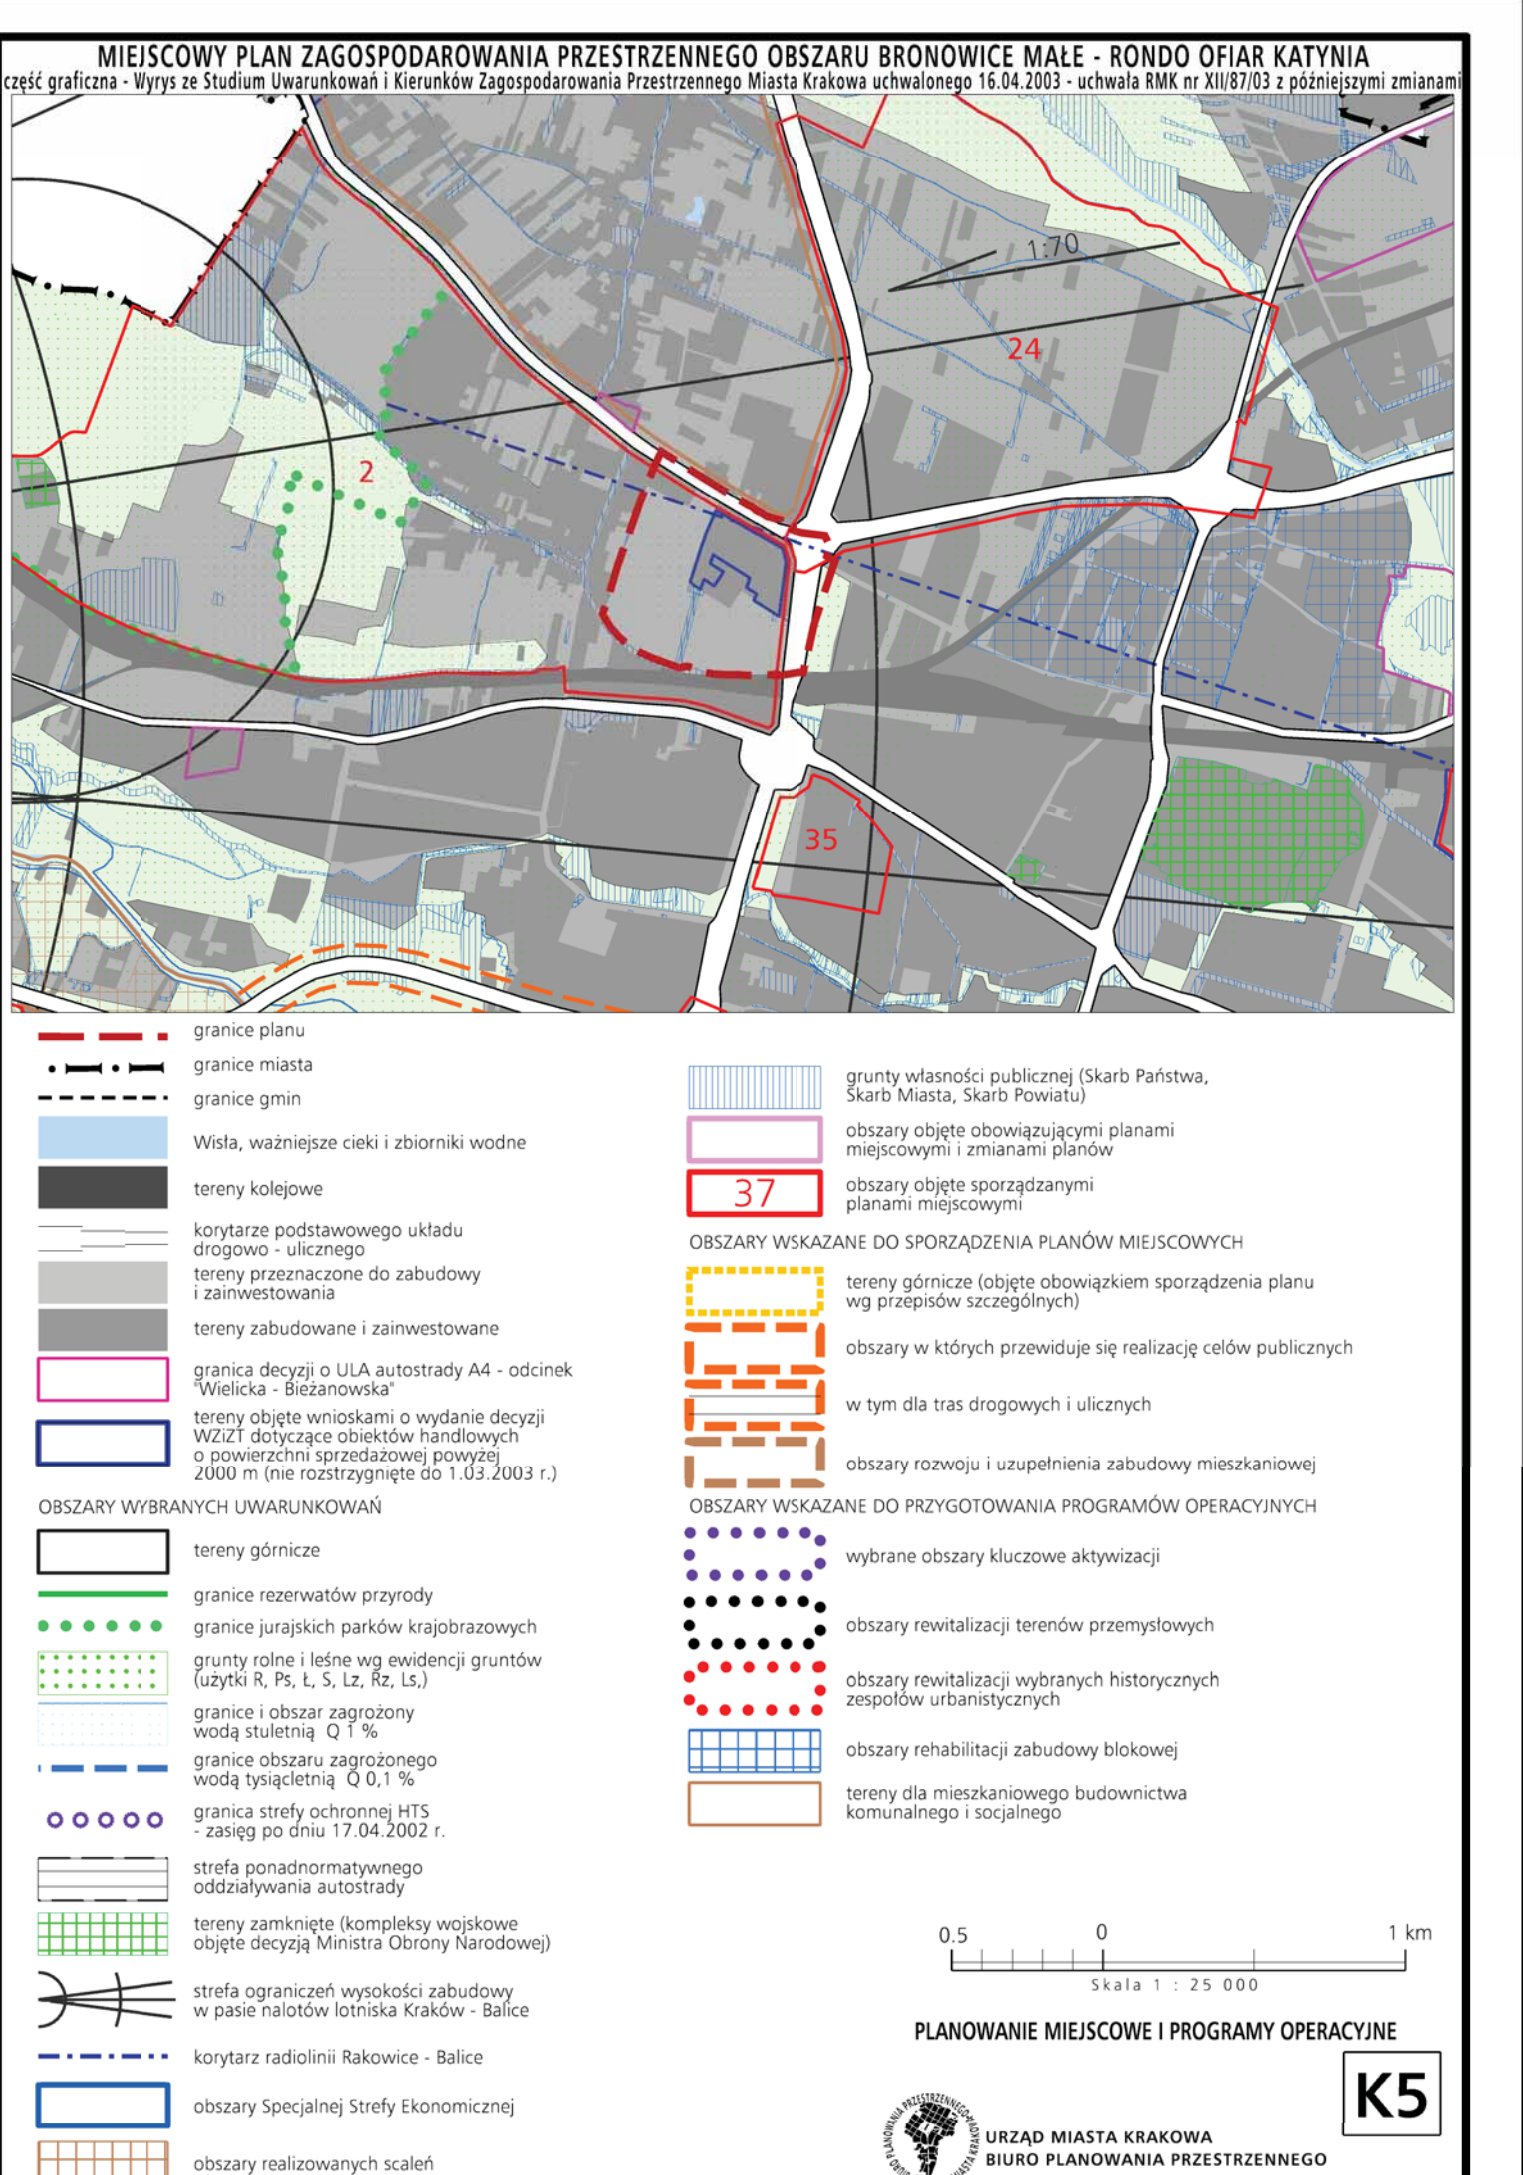 MIEJSCOWY PLAN ZAGOSPODAROWANIA PRZESTRZENNEGO OBSZARU BRONOWICE MAŁE - RONDO OFIAR KATYNIA
część graficzna - Wyrys ze Studium Uwarunkowań i Kierunków Zagospodarowania Przestrzennego Miasta Krakowa uchwalonego 16.04.2003 - uchwała RMK nr XII/87/03 z późniejszymi zmianami
1:70
24
2
35
granice planu
granice miasta
granice gmin
Wisła, ważniejsze cieki i zbiorniki wodne
tereny kolejowe
korytarze podstawowego układu
drogowo - ulicznego
tereny przeznaczone do zabudowy
i zainwestowania
tereny zabudowane i zainwestowane
granica decyzji o ULA autostrady A4 - odcinek
"Wielicka - Bieżanowska"
tereny objęte wnioskami o wydanie decyzji
WZiZT dotyczące obiektów handlowych
o powierzchni sprzedażowej powyżej
2000 m (nie rozstrzygnięte do 1.03.2003 r.)
OBSZARY WYBRANYCH UWARUNKOWAŃ
tereny górnicze
granice rezerwatów przyrody
granice jurajskich parków krajobrazowych
grunty rolne i leśne wg ewidencji gruntów
(użytki R, Ps, Ł, S, Lz, Rz, Ls,)
granice i obszar zagrożony
wodą stuletnią Q 1 %
granice obszaru zagrożonego
wodą tysiącletnią Q 0,1 %
granica strefy ochronnej HTS
- zasięg po dniu 17.04.2002 r.
strefa ponadnormatywnego
oddziaływania autostrady
tereny zamknięte (kompleksy wojskowe
objęte decyzją Ministra Obrony Narodowej)
strefa ograniczeń wysokości zabudowy
w pasie nalotów lotniska Kraków - Balice
korytarz radiolinii Rakowice - Balice
obszary Specjalnej Strefy Ekonomicznej
obszary realizowanych scaleń
grunty własności publicznej (Skarb Państwa,
Skarb Miasta, Skarb Powiatu)
obszary objęte obowiązującymi planami
miejscowymi i zmianami planów
37
obszary objęte sporządzanymi
planami miejscowymi
OBSZARY WSKAZANE DO SPORZĄDZENIA PLANÓW MIEJSCOWYCH
tereny górnicze (objęte obowiązkiem sporządzenia planu
wg przepisów szczególnych)
obszary w których przewiduje się realizację celów publicznych
w tym dla tras drogowych i ulicznych
obszary rozwoju i uzupełnienia zabudowy mieszkaniowej
OBSZARY WSKAZANE DO PRZYGOTOWANIA PROGRAMÓW OPERACYJNYCH
wybrane obszary kluczowe aktywizacji
obszary rewitalizacji terenów przemysłowych
obszary rewitalizacji wybranych historycznych
zespołów urbanistycznych
obszary rehabilitacji zabudowy blokowej
tereny dla mieszkaniowego budownictwa
komunalnego i socjalnego
0.5 0 1 km
Skala 1 : 25 000
PLANOWANIE MIEJSCOWE I PROGRAMY OPERACYJNE
K5
URZĄD MIASTA KRAKOWA
BIURO PLANOWANIA PRZESTRZENNEGO